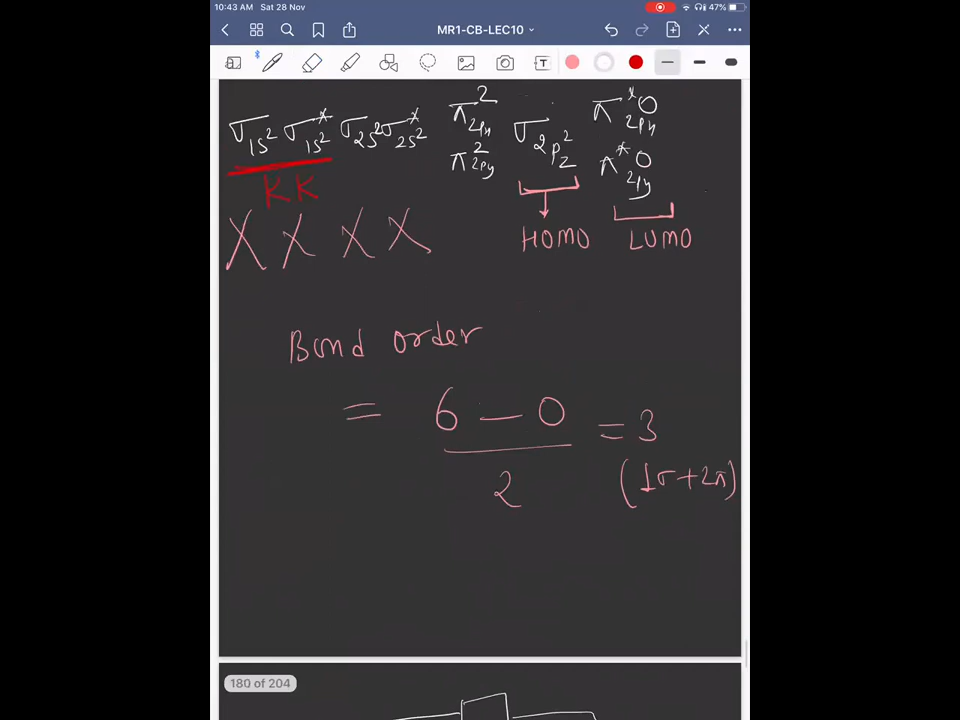 10:43 AM Sat 28 Nov 47%
MR1-CB-LEC10
σ1s² σ*1s² σ2s² σ*2s² π2px² σ2pz² π*2px⁰
π2py² π*2py⁰
KK
X X X X HOMO LUMO
Bond order
= 6 — 0 = 3
2 (1σ+2π)
180 of 204